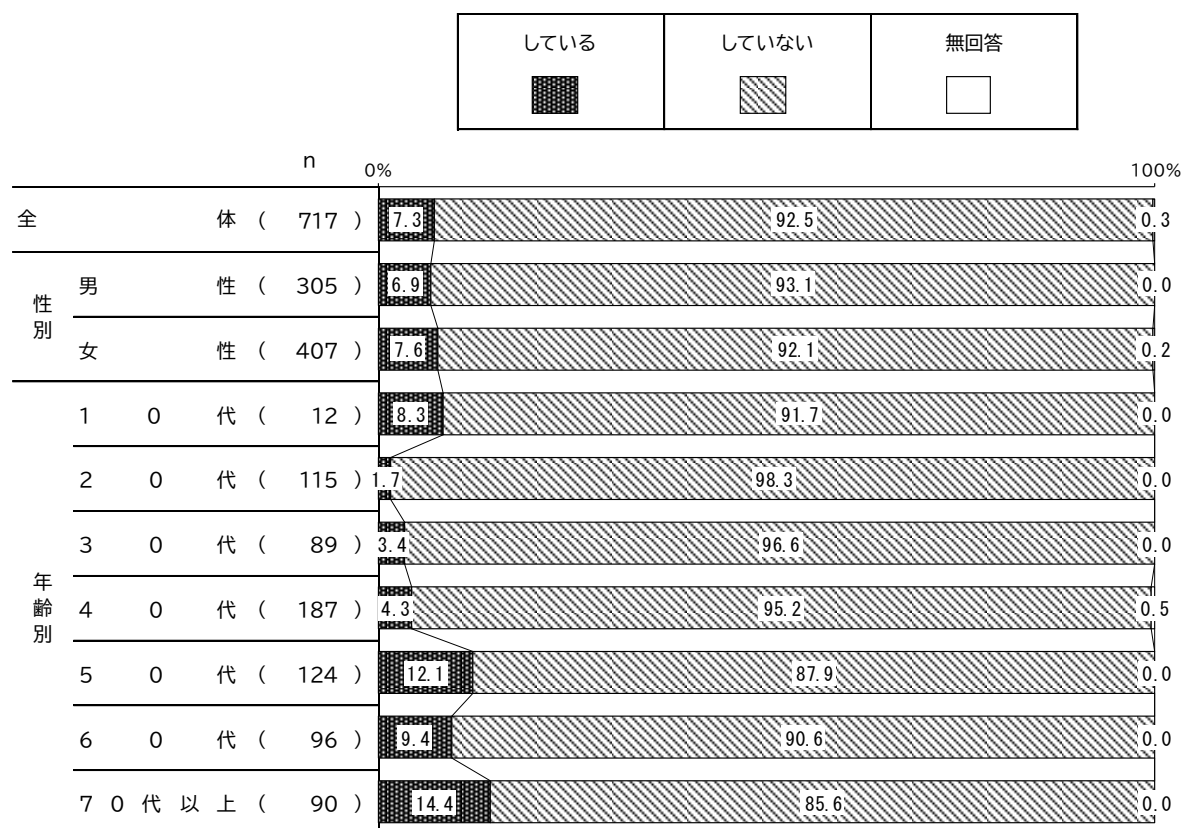 している していない 無回答
n 0% 100%
全体 ( 717 ) 7.3 92.5 0.3
性別
男性 ( 305 ) 6.9 93.1 0.0
女性 ( 407 ) 7.6 92.1 0.2
年齢別
10代 ( 12 ) 8.3 91.7 0.0
20代 ( 115 ) 1.7 98.3 0.0
30代 ( 89 ) 3.4 96.6 0.0
40代 ( 187 ) 4.3 95.2 0.5
50代 ( 124 ) 12.1 87.9 0.0
60代 ( 96 ) 9.4 90.6 0.0
70代以上 ( 90 ) 14.4 85.6 0.0